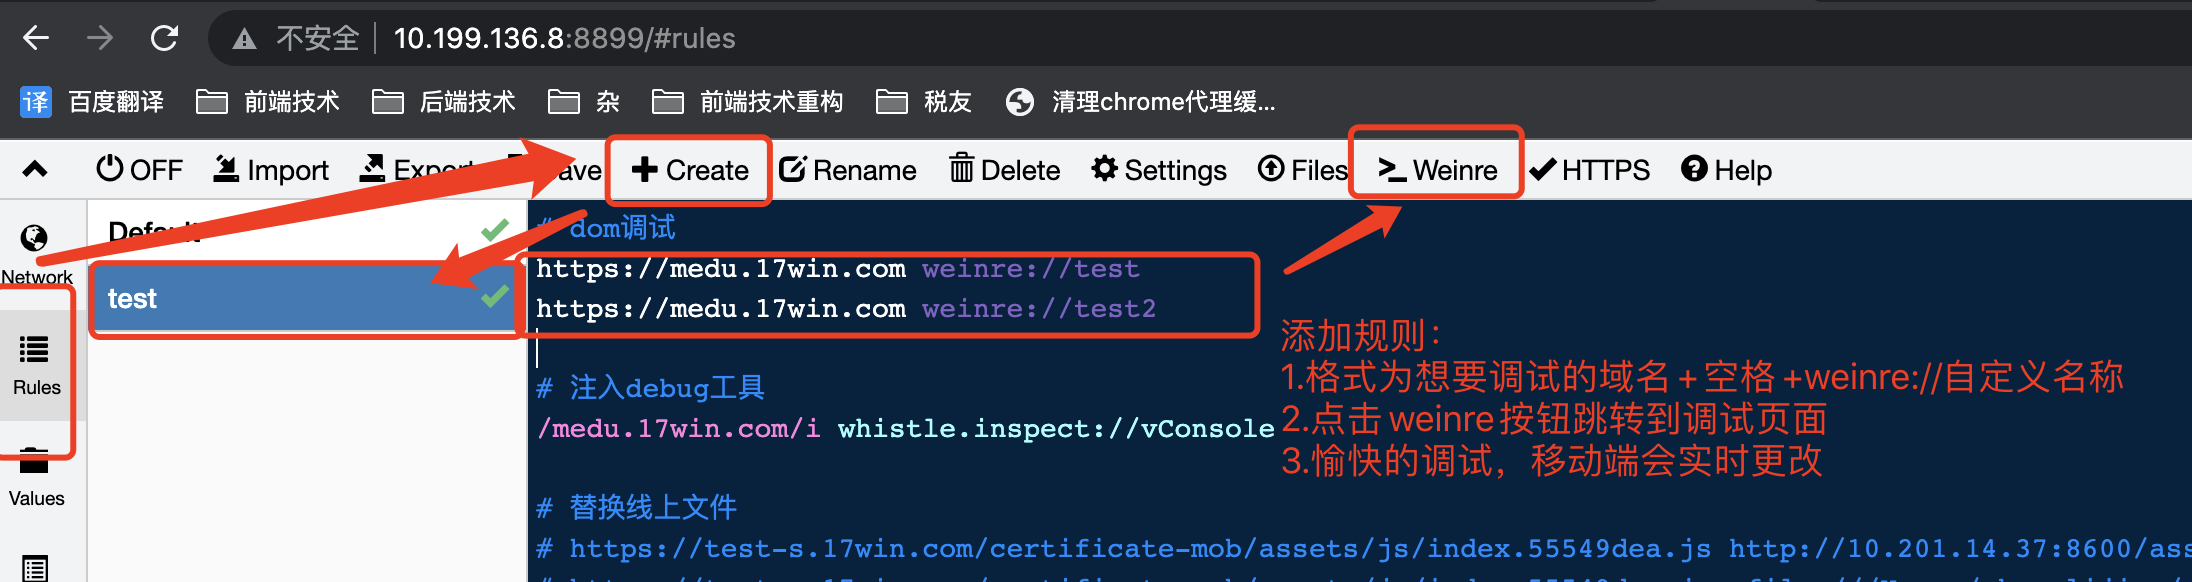 不安全 10.199.136.8:8899/#rules
译 百度翻译 前端技术 后端技术 杂 前端技术重构 税友 清理chrome代理缓...
OFF Import Export ave Create Rename Delete Settings Files Weinre HTTPS Help
Network
Rules
Values
Default
test
# dom调试
https://medu.17win.com weinre://test
https://medu.17win.com weinre://test2
# 注入debug工具
/medu.17win.com/i whistle.inspect://vConsole
# 替换线上文件
# https://test-s.17win.com/certificate-mob/assets/js/index.55549dea.js http://10.201.14.37:8600/ass
添加规则：
1.格式为想要调试的域名+空格+weinre://自定义名称
2.点击weinre按钮跳转到调试页面
3.愉快的调试，移动端会实时更改